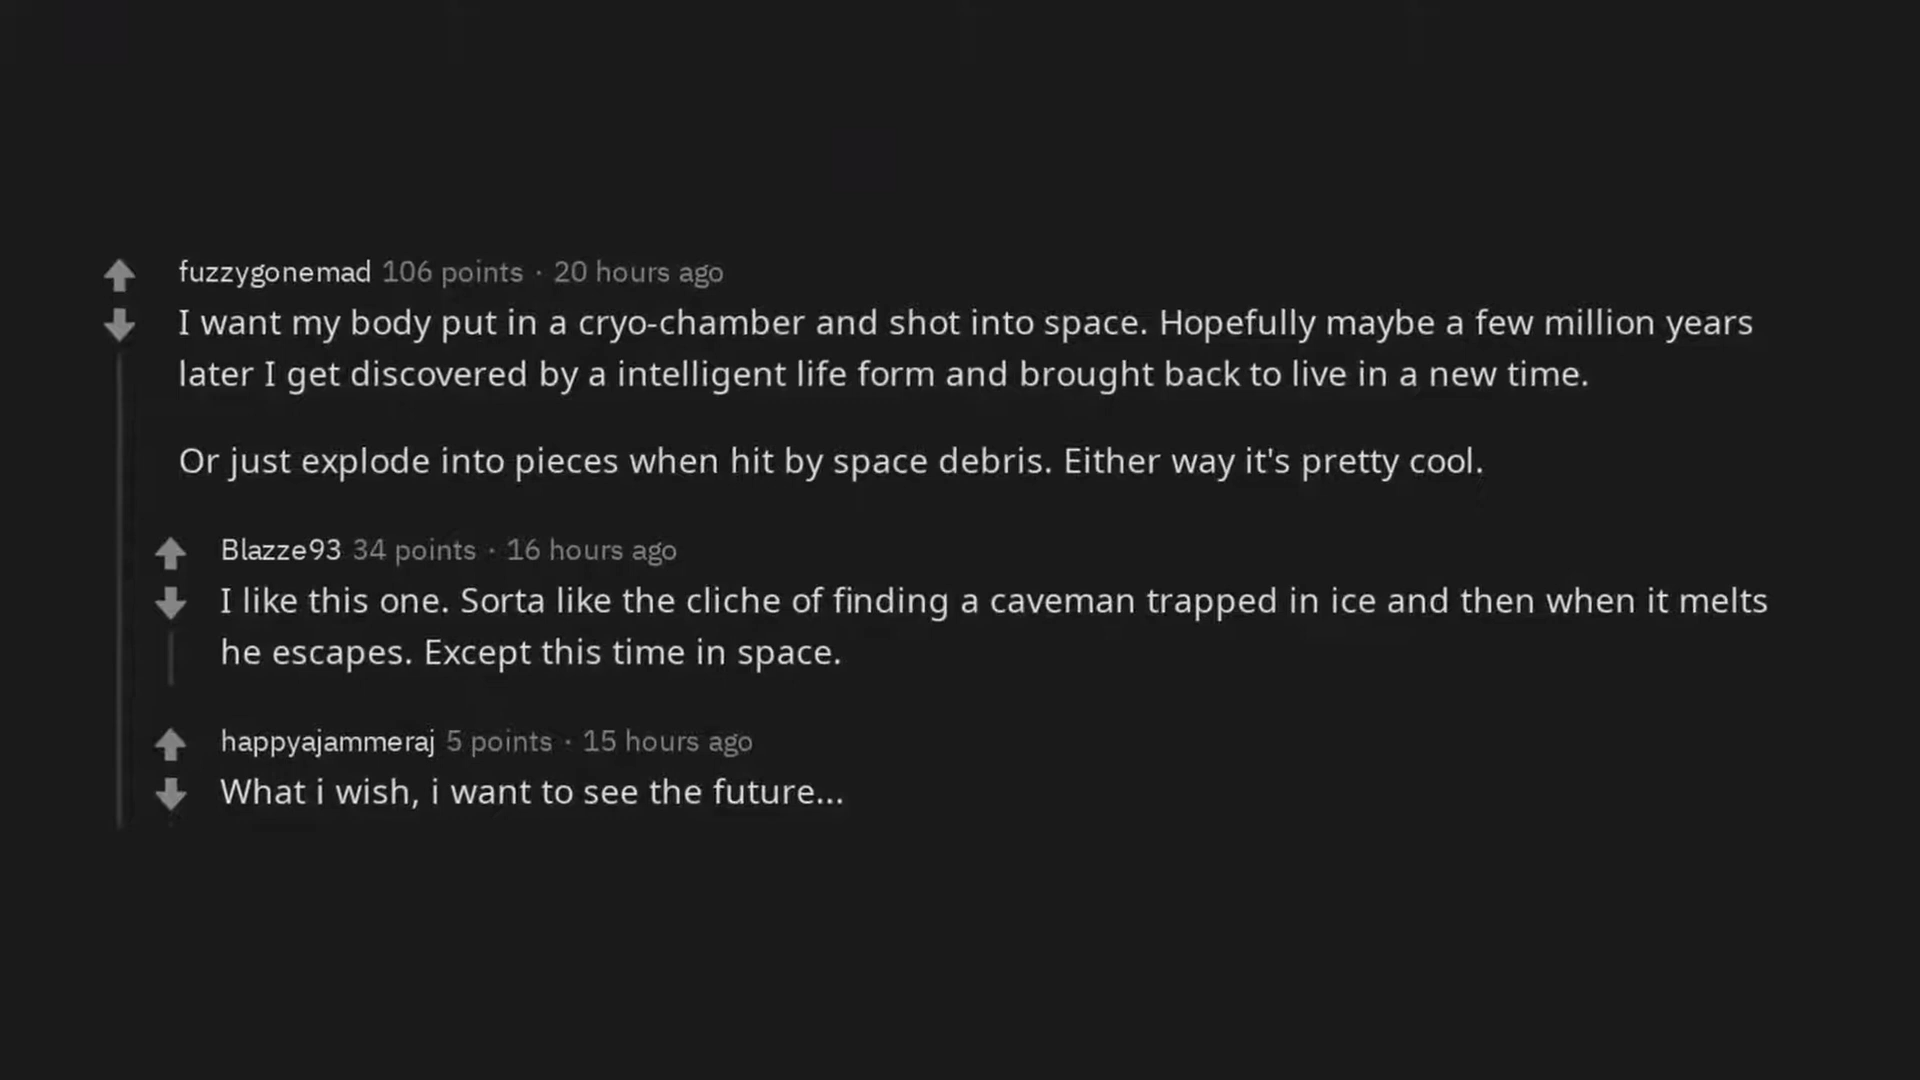 fuzzygonemad 106 points · 20 hours ago
I want my body put in a cryo-chamber and shot into space. Hopefully maybe a few million years
later I get discovered by a intelligent life form and brought back to live in a new time.
Or just explode into pieces when hit by space debris. Either way it's pretty cool.
Blazze93 34 points · 16 hours ago
I like this one. Sorta like the cliche of finding a caveman trapped in ice and then when it melts
he escapes. Except this time in space.
happyajammeraj 5 points · 15 hours ago
What i wish, i want to see the future...